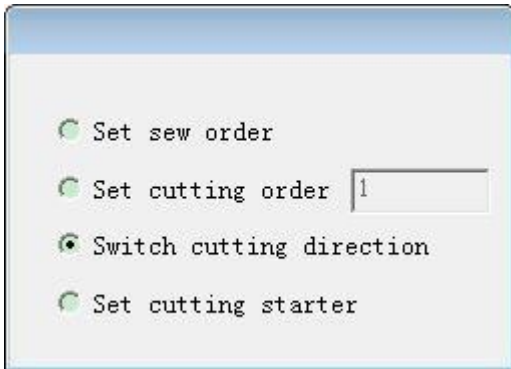 Set sew order
Set cutting order 1
Switch cutting direction
Set cutting starter